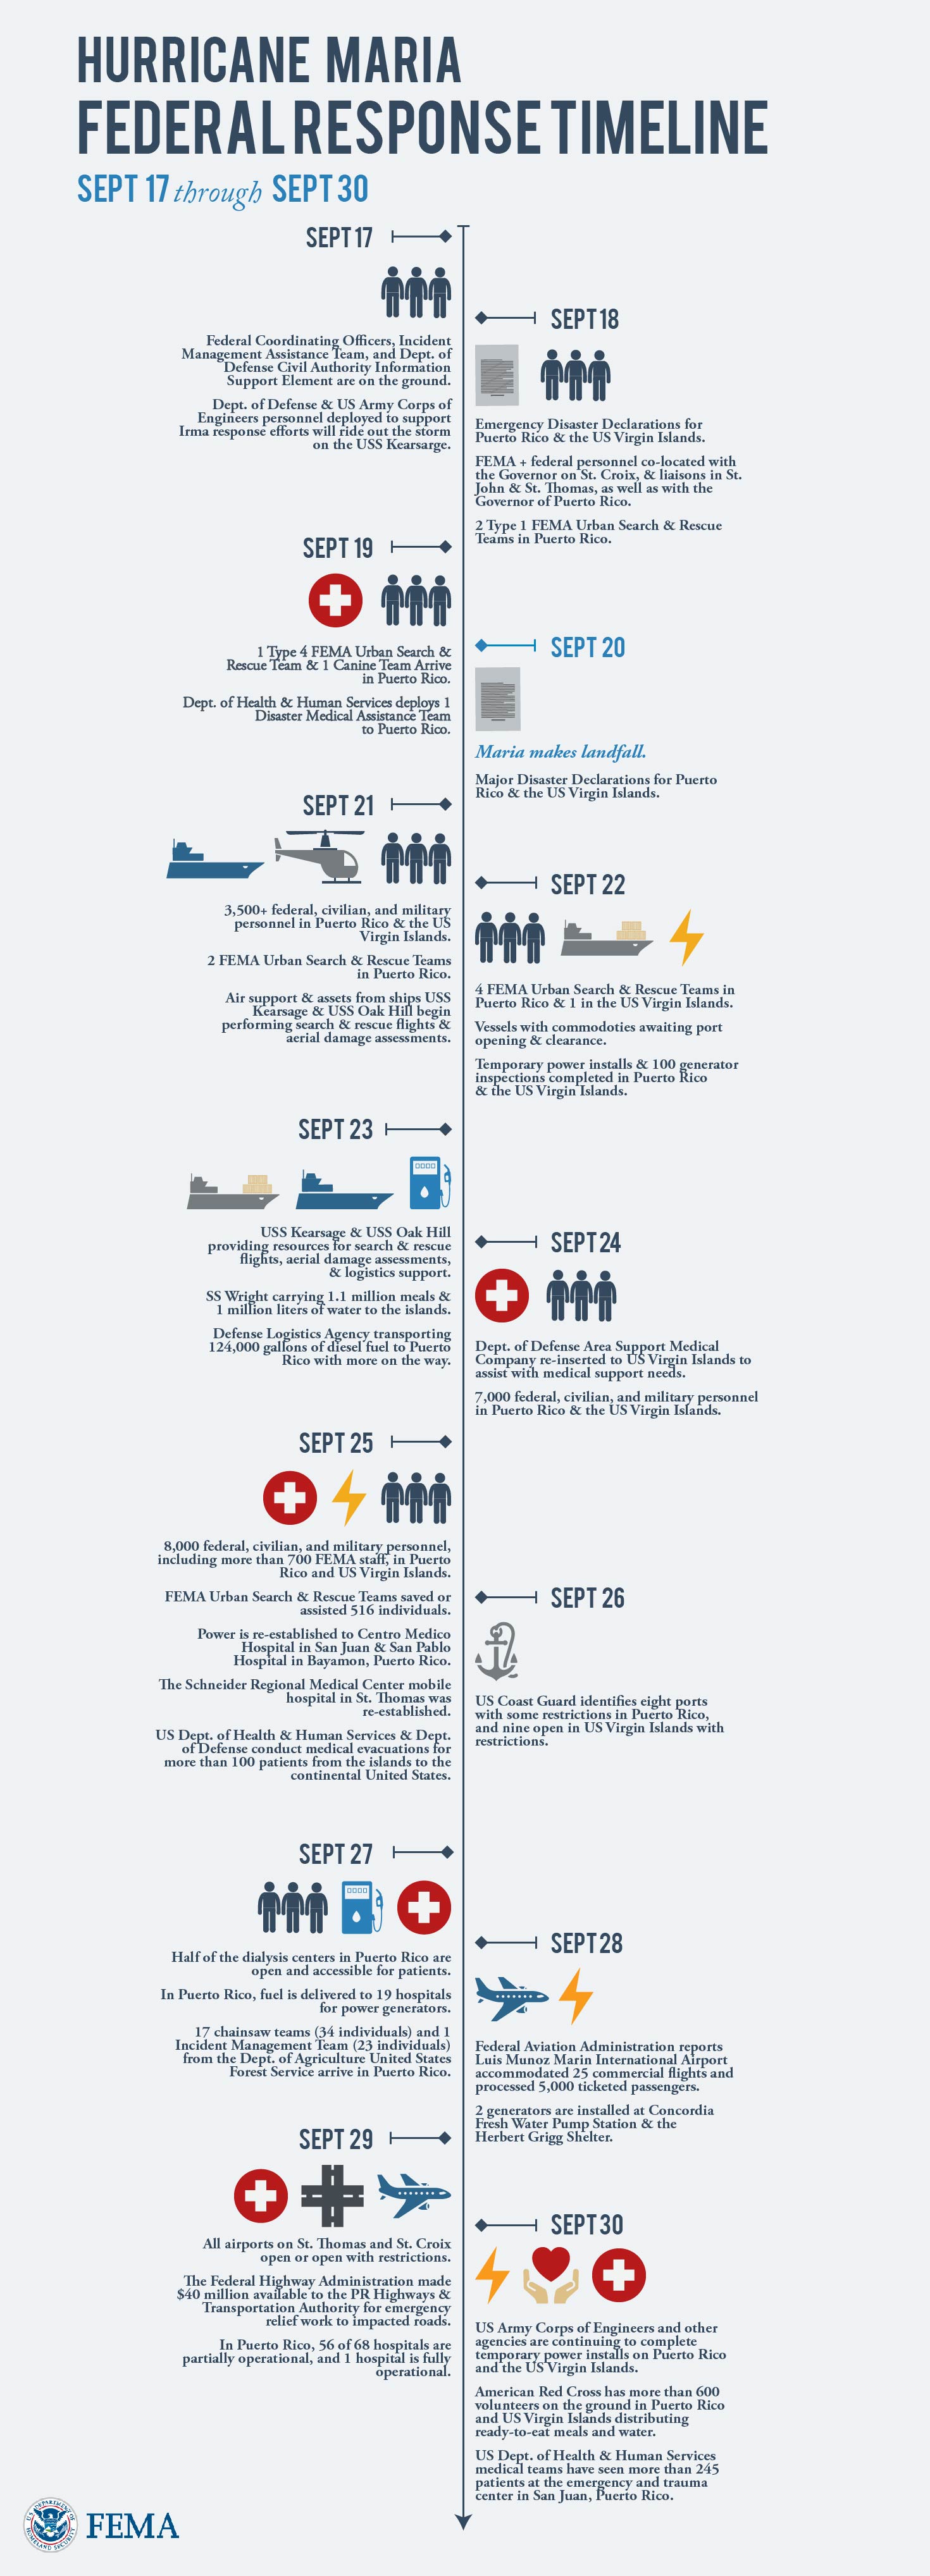 HURRICANE MARIA
FEDERAL RESPONSE TIMELINE
SEPT 17 through SEPT 30
SEPT 17
Federal Coordinating Officers, Incident
Management Assistance Team, and Dept. of
Defense Civil Authority Information
Support Element are on the ground.
Dept. of Defense & US Army Corps of
Engineers personnel deployed to support
Irma response efforts will ride out the storm
on the USS Kearsarge.
SEPT 18
Emergency Disaster Declarations for
Puerto Rico & the US Virgin Islands.
FEMA + federal personnel co-located with
the Governor on St. Croix, & liaisons in St.
John & St. Thomas, as well as with the
Governor of Puerto Rico.
2 Type 1 FEMA Urban Search & Rescue
Teams in Puerto Rico.
SEPT 19
1 Type 4 FEMA Urban Search &
Rescue Team & 1 Canine Team Arrive
in Puerto Rico.
Dept. of Health & Human Services deploys 1
Disaster Medical Assistance Team
to Puerto Rico.
SEPT 20
Maria makes landfall.
Major Disaster Declarations for Puerto
Rico & the US Virgin Islands.
SEPT 21
3,500+ federal, civilian, and military
personnel in Puerto Rico & the US
Virgin Islands.
2 FEMA Urban Search & Rescue Teams
in Puerto Rico.
Air support & assets from ships USS
Kearsage & USS Oak Hill begin
performing search & rescue flights &
aerial damage assessments.
SEPT 22
4 FEMA Urban Search & Rescue Teams in
Puerto Rico & 1 in the US Virgin Islands.
Vessels with commodoties awaiting port
opening & clearance.
Temporary power installs & 100 generator
inspections completed in Puerto Rico
& the US Virgin Islands.
SEPT 23
USS Kearsage & USS Oak Hill
providing resources for search & rescue
flights, aerial damage assessments,
& logistics support.
SS Wright carrying 1.1 million meals &
1 million liters of water to the islands.
Defense Logistics Agency transporting
124,000 gallons of diesel fuel to Puerto
Rico with more on the way.
SEPT 24
Dept. of Defense Area Support Medical
Company re-inserted to US Virgin Islands to
assist with medical support needs.
7,000 federal, civilian, and military personnel
in Puerto Rico & the US Virgin Islands.
SEPT 25
8,000 federal, civilian, and military personnel,
including more than 700 FEMA staff, in Puerto
Rico and US Virgin Islands.
FEMA Urban Search & Rescue Teams saved or
assisted 516 individuals.
Power is re-established to Centro Medico
Hospital in San Juan & San Pablo
Hospital in Bayamon, Puerto Rico.
The Schneider Regional Medical Center mobile
hospital in St. Thomas was
re-established.
US Dept. of Health & Human Services & Dept.
of Defense conduct medical evacuations for
more than 100 patients from the islands to the
continental United States.
SEPT 26
US Coast Guard identifies eight ports
with some restrictions in Puerto Rico,
and nine open in US Virgin Islands with
restrictions.
SEPT 27
Half of the dialysis centers in Puerto Rico are
open and accessible for patients.
In Puerto Rico, fuel is delivered to 19 hospitals
for power generators.
17 chainsaw teams (34 individuals) and 1
Incident Management Team (23 individuals)
from the Dept. of Agriculture United States
Forest Service arrive in Puerto Rico.
SEPT 28
Federal Aviation Administration reports
Luis Munoz Marin International Airport
accommodated 25 commercial flights and
processed 5,000 ticketed passengers.
2 generators are installed at Concordia
Fresh Water Pump Station & the
Herbert Grigg Shelter.
SEPT 29
All airports on St. Thomas and St. Croix
open or open with restrictions.
The Federal Highway Administration made
$40 million available to the PR Highways &
Transportation Authority for emergency
relief work to impacted roads.
In Puerto Rico, 56 of 68 hospitals are
partially operational, and 1 hospital is fully
operational.
SEPT 30
US Army Corps of Engineers and other
agencies are continuing to complete
temporary power installs on Puerto Rico
and the US Virgin Islands.
American Red Cross has more than 600
volunteers on the ground in Puerto Rico
and US Virgin Islands distributing
ready-to-eat meals and water.
US Dept. of Health & Human Services
medical teams have seen more than 245
patients at the emergency and trauma
center in San Juan, Puerto Rico.
U.S. DEPARTMENT OF HOMELAND SECURITY
FEMA